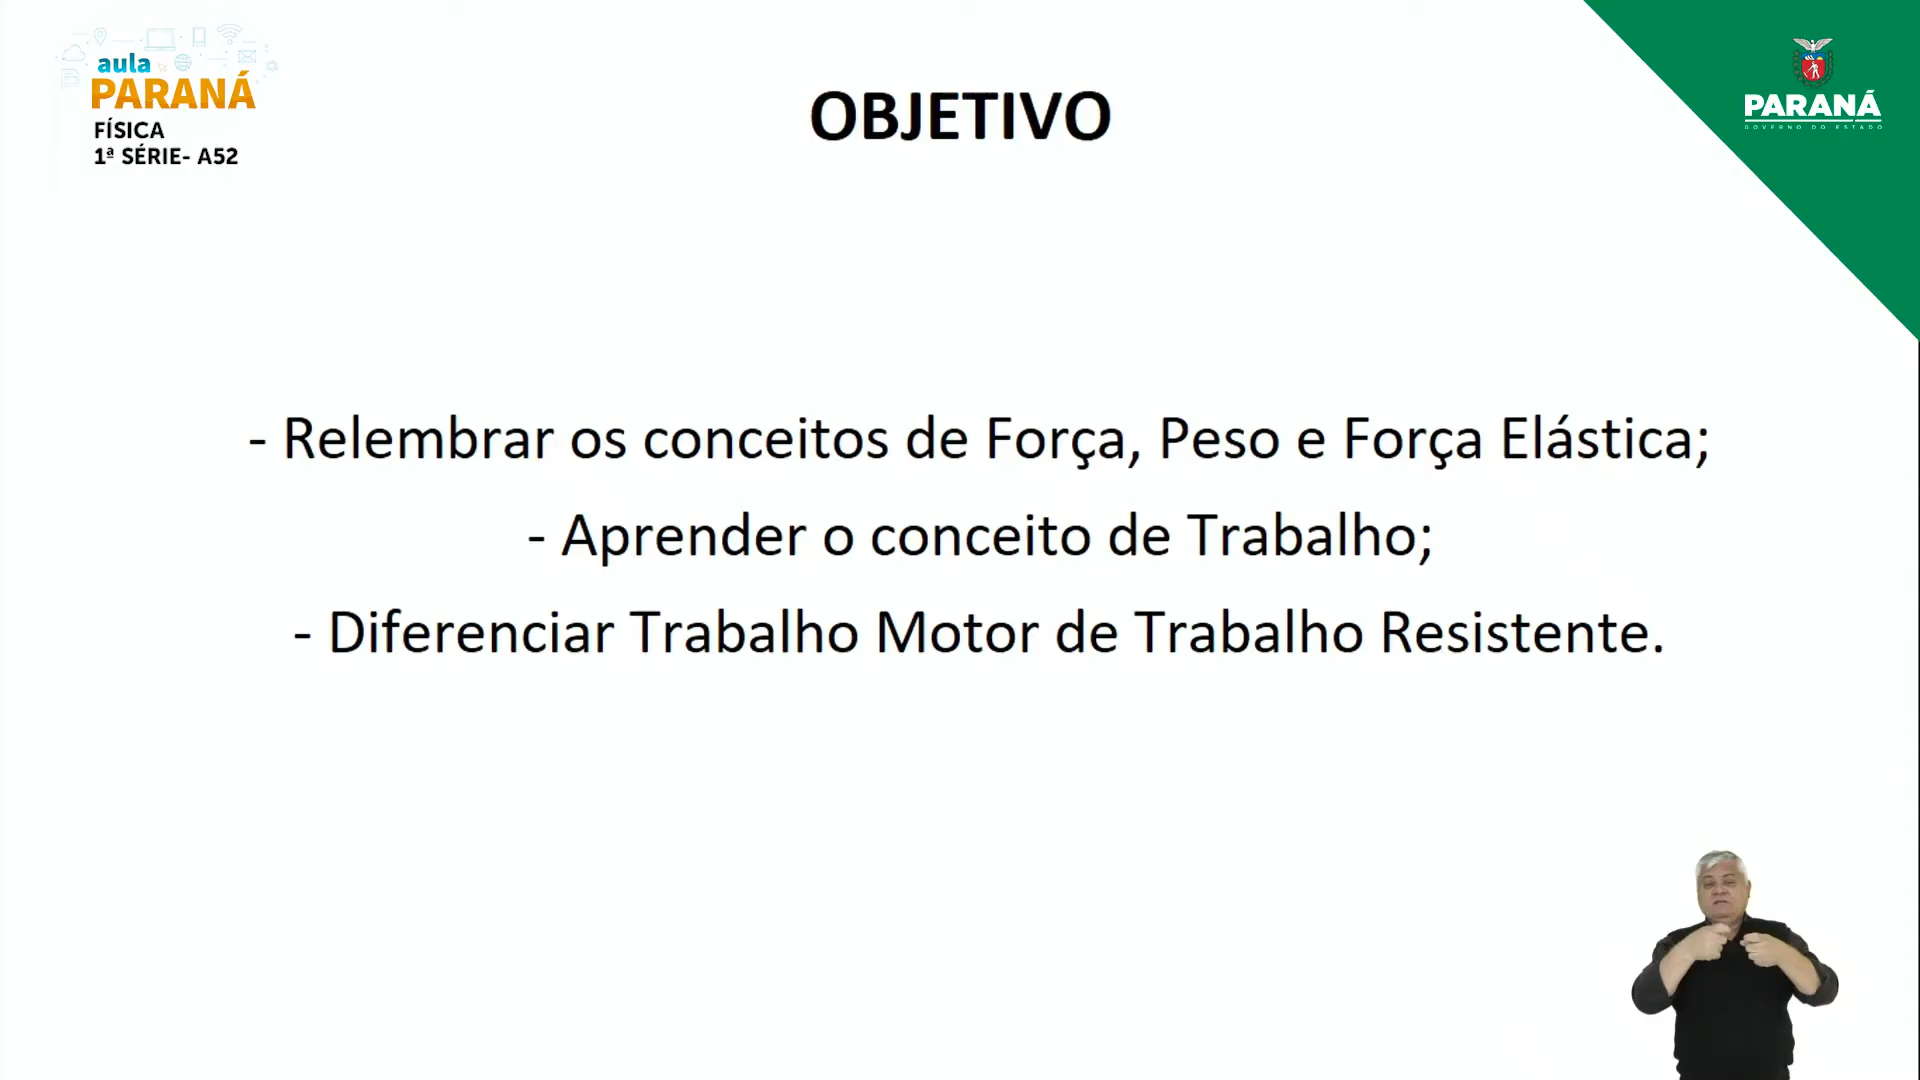 aula
PARANÁ
FÍSICA
1ª SÉRIE- A52
OBJETIVO
PARANÁ
GOVERNO DO ESTADO
- Relembrar os conceitos de Força, Peso e Força Elástica;
- Aprender o conceito de Trabalho;
- Diferenciar Trabalho Motor de Trabalho Resistente.